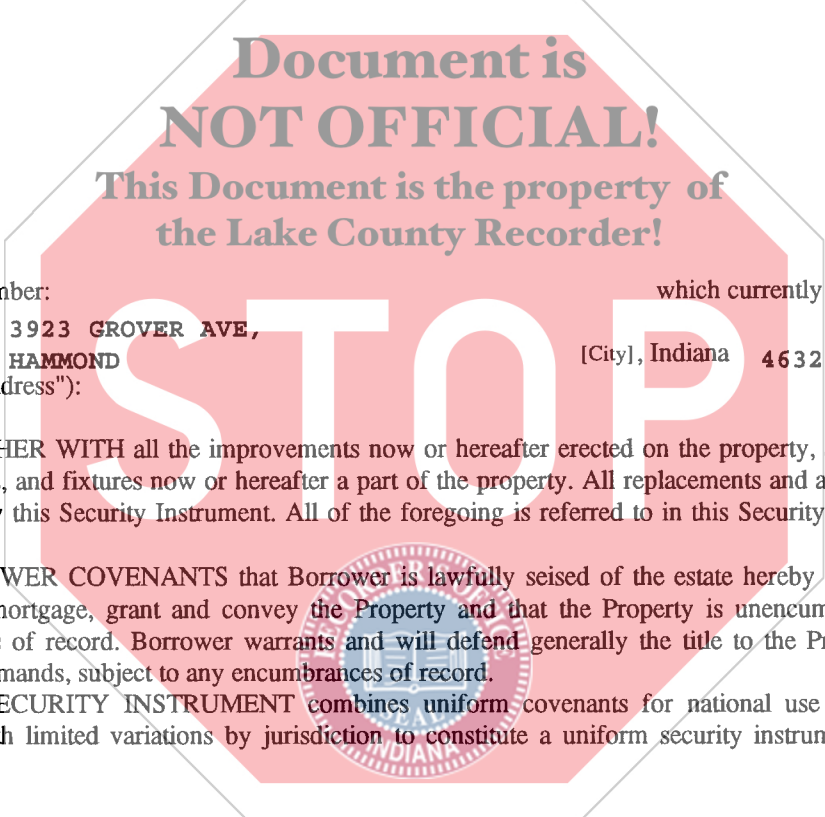 Document is
NOT OFFICIAL!
This Document is the property of
the Lake County Recorder!
nber: which currently
3923 GROVER AVE,
HAMMOND [City], Indiana 4632
dress"):
STOP
HER WITH all the improvements now or hereafter erected on the property,
, and fixtures now or hereafter a part of the property. All replacements and a
this Security Instrument. All of the foregoing is referred to in this Security
WER COVENANTS that Borrower is lawfully seised of the estate hereby
nortgage, grant and convey the Property and that the Property is unencum
of record. Borrower warrants and will defend generally the title to the Pr
mands, subject to any encumbrances of record.
ECURITY INSTRUMENT combines uniform covenants for national use
h limited variations by jurisdiction to constitute a uniform security instrun
SEAL
INDIANA